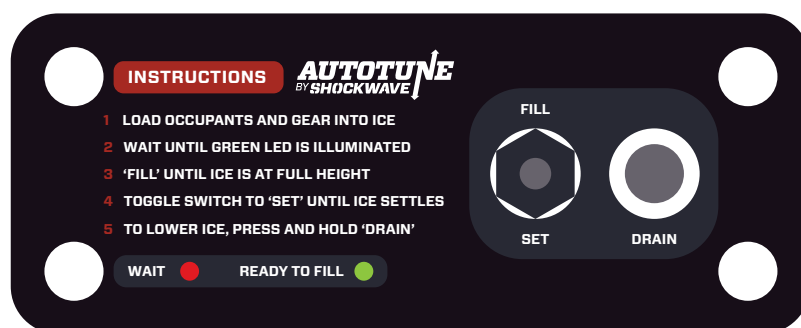 INSTRUCTIONS
AUTOTUNE
BY SHOCKWAVE
1 LOAD OCCUPANTS AND GEAR INTO ICE
2 WAIT UNTIL GREEN LED IS ILLUMINATED
3 ‘FILL’ UNTIL ICE IS AT FULL HEIGHT
4 TOGGLE SWITCH TO ‘SET’ UNTIL ICE SETTLES
5 TO LOWER ICE, PRESS AND HOLD ‘DRAIN’
WAIT READY TO FILL
FILL
SET DRAIN